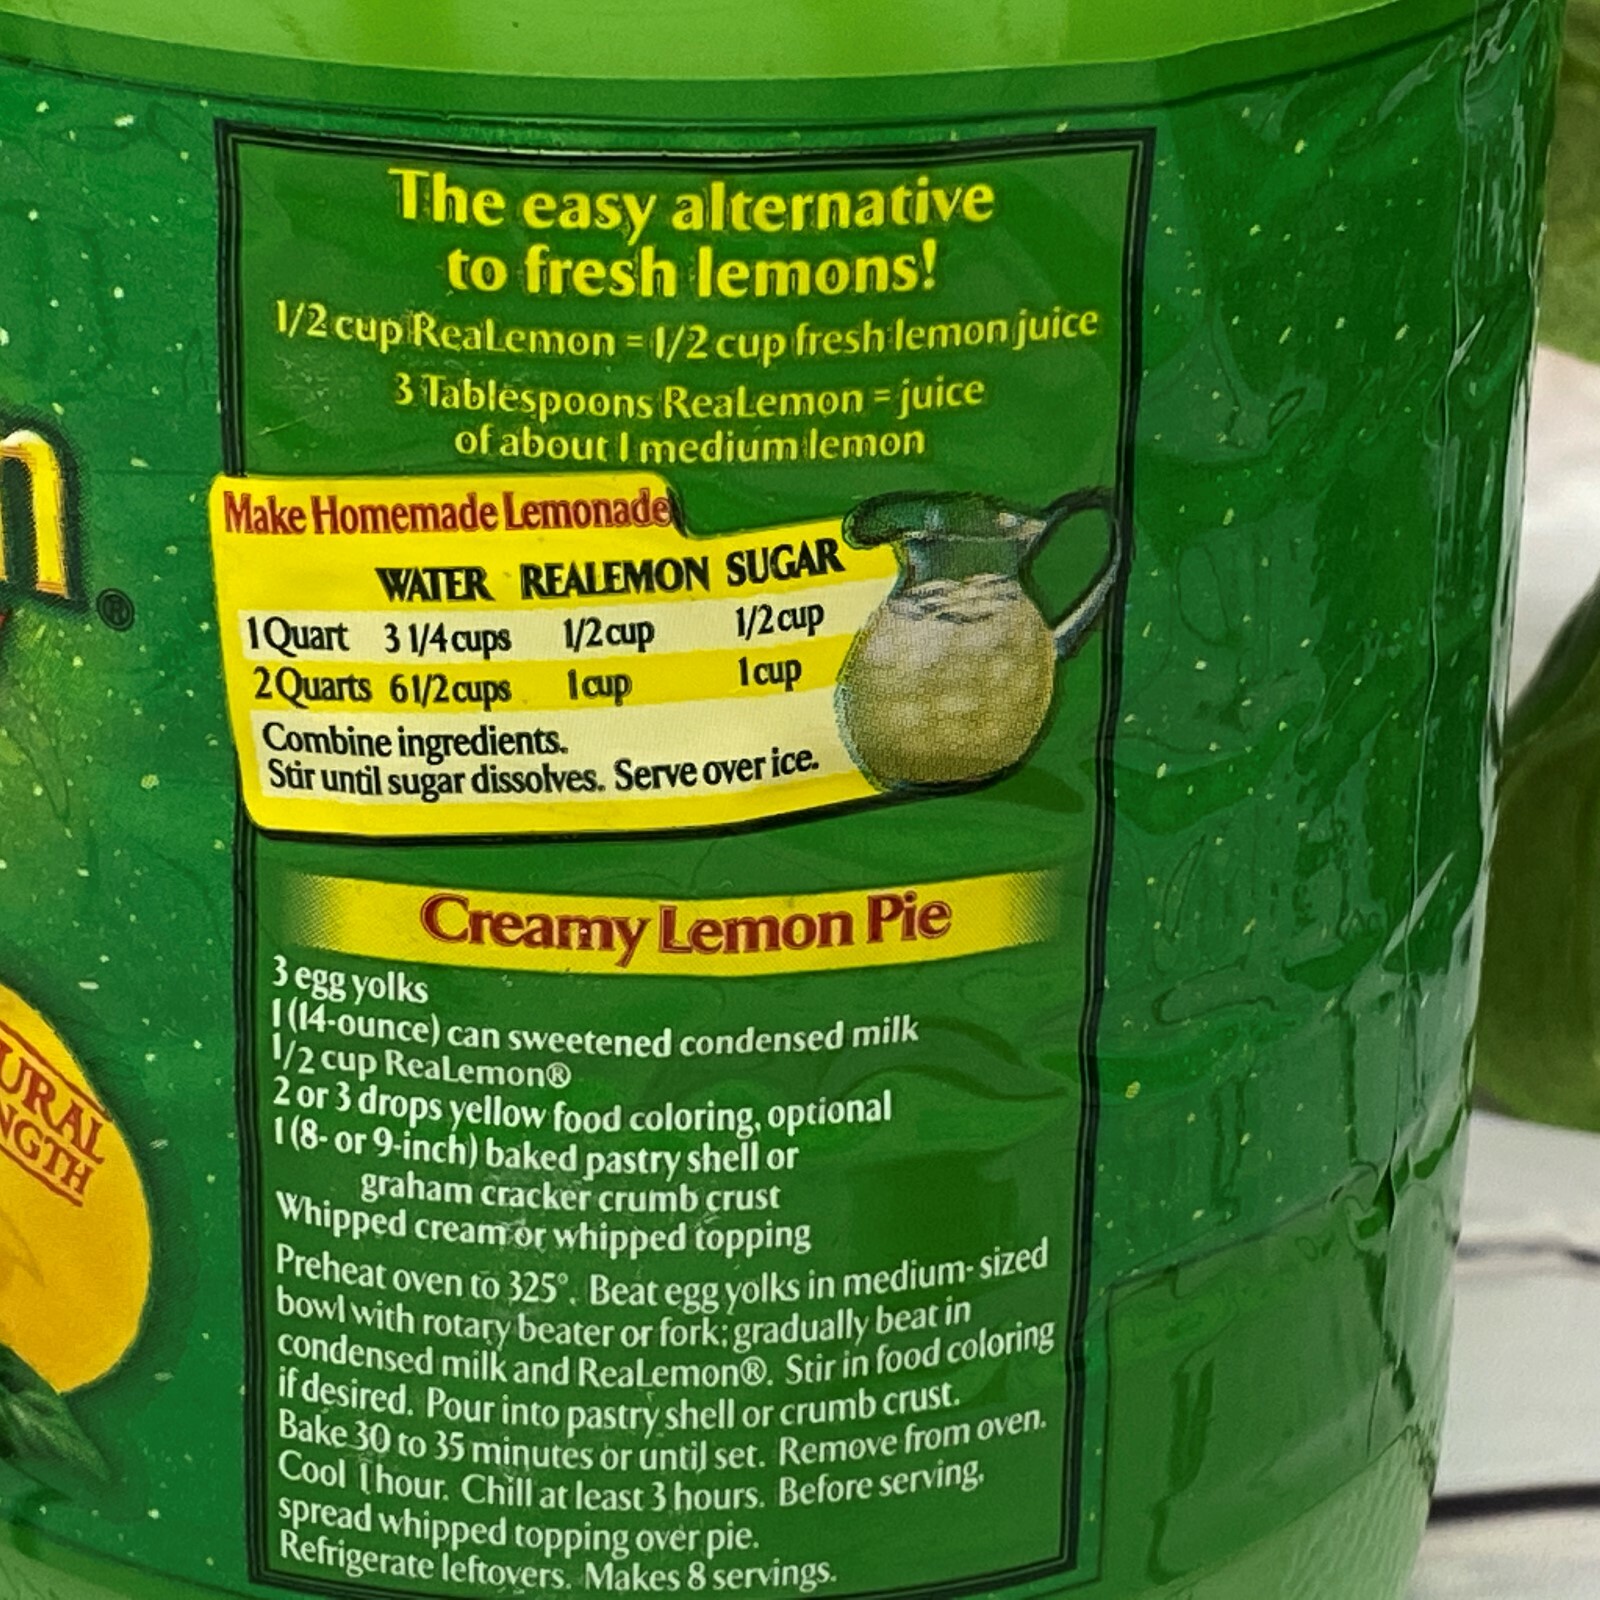 The easy alternative
to fresh lemons!
1/2 cup ReaLemon = 1/2 cup fresh lemon juice
3 Tablespoons ReaLemon = juice
of about 1 medium lemon
Make Homemade Lemonade
WATER REALEMON SUGAR
1 Quart 3 1/4 cups 1/2 cup 1/2 cup
2 Quarts 6 1/2 cups 1 cup 1 cup
Combine ingredients.
Stir until sugar dissolves. Serve over ice.
Creamy Lemon Pie
3 egg yolks
1 (14-ounce) can sweetened condensed milk
1/2 cup ReaLemon®
2 or 3 drops yellow food coloring, optional
1 (8- or 9-inch) baked pastry shell or
graham cracker crumb crust
Whipped cream or whipped topping
Preheat oven to 325°. Beat egg yolks in medium-sized
bowl with rotary beater or fork; gradually beat in
condensed milk and ReaLemon®. Stir in food coloring
if desired. Pour into pastry shell or crumb crust.
Bake 30 to 35 minutes or until set. Remove from oven.
Cool 1 hour. Chill at least 3 hours. Before serving,
spread whipped topping over pie.
Refrigerate leftovers. Makes 8 servings.
n®
URAL
NGTH